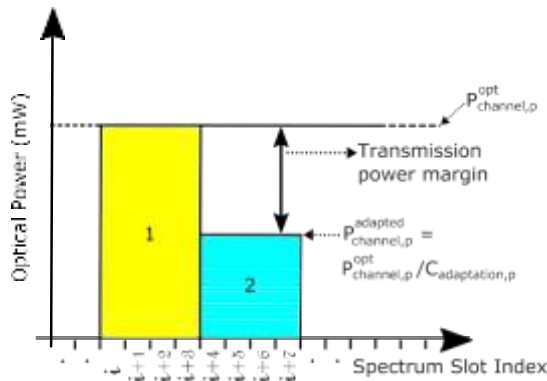 Optical Power (mW)
P^opt_channel,p
Transmission
power margin
1
P^adapted_channel,p =
P^opt_channel,p /C_adaptation,p
2
. . i i+1 i+2 i+3 i+4 i+5 i+6 i+7 . .
Spectrum Slot Index